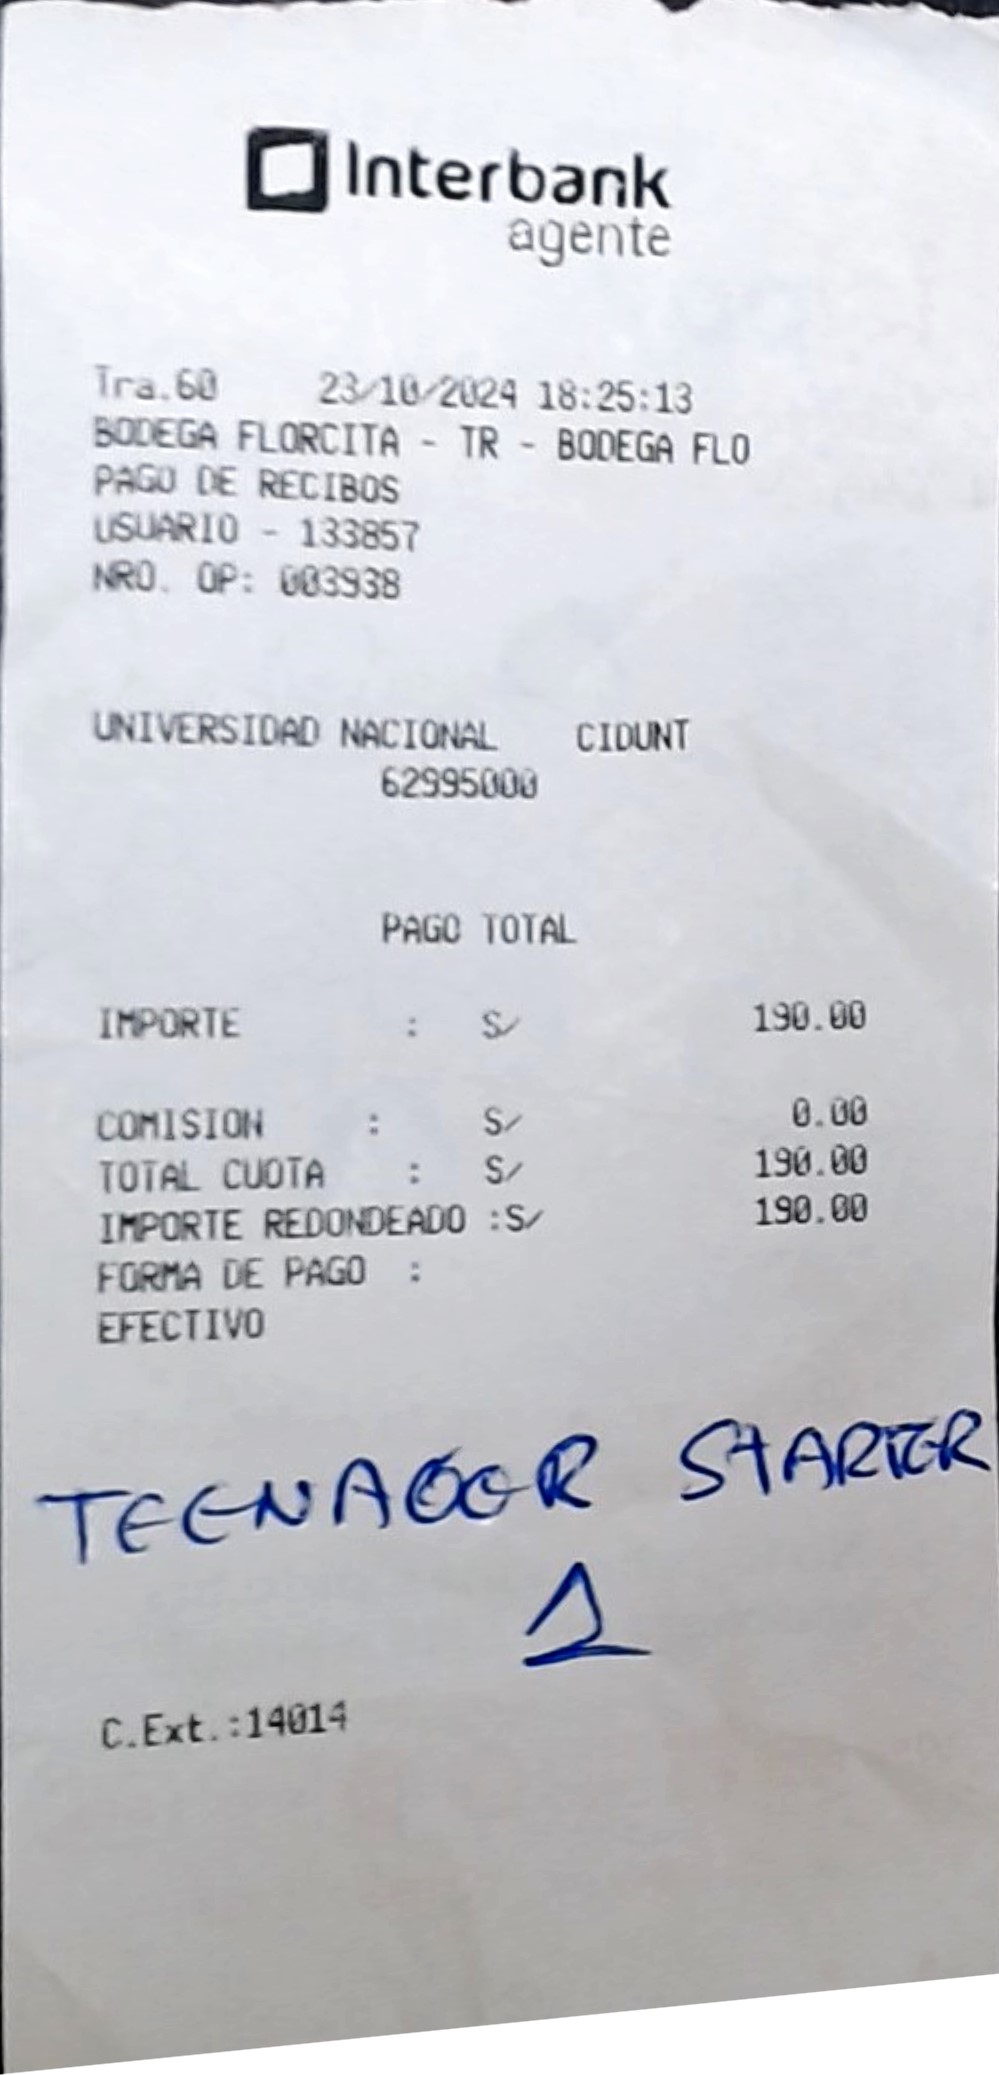 Interbank
agente
Tra.60 23/10/2024 18:25:13
BODEGA FLORCITA - TR - BODEGA FLO
PAGO DE RECIBOS
USUARIO - 133857
NRO. OP: 003938
UNIVERSIDAD NACIONAL CIDUNT
62995000
PAGO TOTAL
IMPORTE : S/ 190.00
COMISION : S/ 0.00
TOTAL CUOTA : S/ 190.00
IMPORTE REDONDEADO :S/ 190.00
FORMA DE PAGO :
EFECTIVO
TEENAGER STARTER
1
C.Ext.:14014